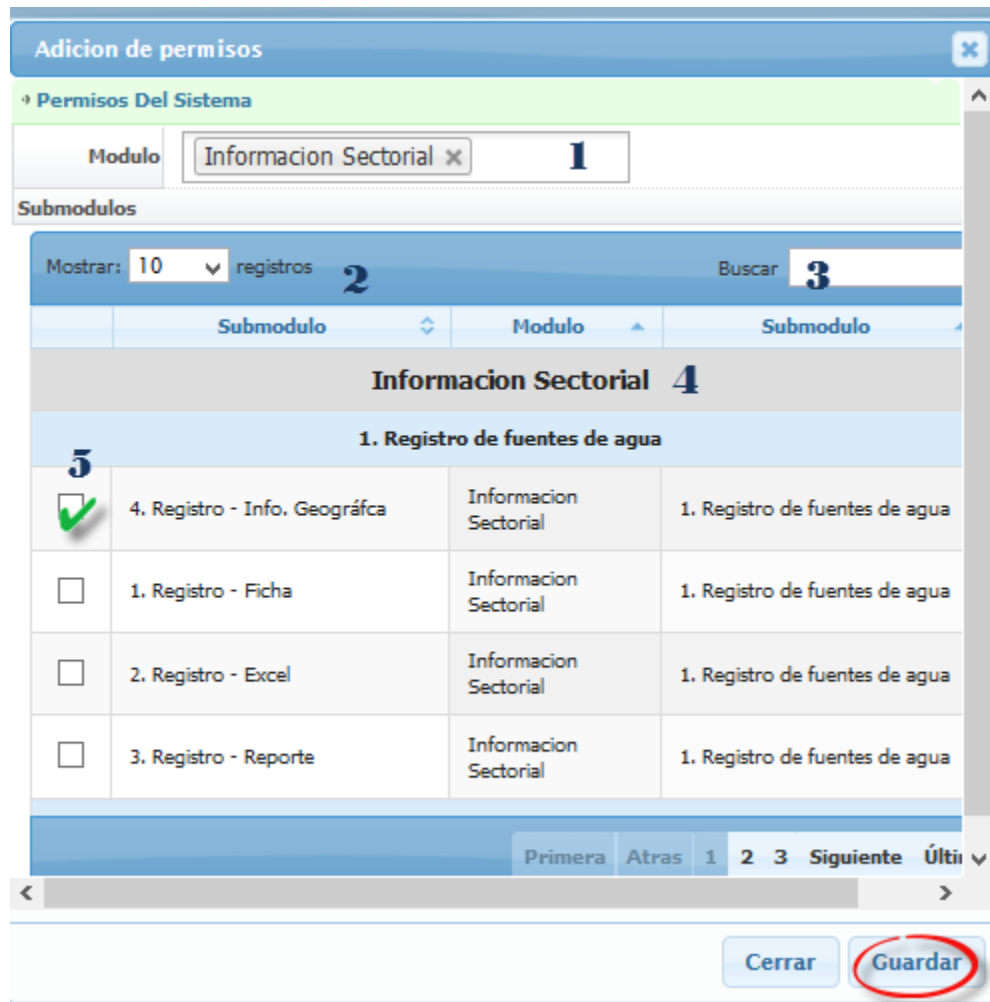 Adicion de permisos
Permisos Del Sistema
Modulo Informacion Sectorial × 1
Submodulos
Mostrar: 10 registros 2 Buscar 3
Submodulo Modulo Submodulo
Informacion Sectorial 4
1. Registro de fuentes de agua
5
4. Registro - Info. Geográfca Informacion Sectorial 1. Registro de fuentes de agua
1. Registro - Ficha Informacion Sectorial 1. Registro de fuentes de agua
2. Registro - Excel Informacion Sectorial 1. Registro de fuentes de agua
3. Registro - Reporte Informacion Sectorial 1. Registro de fuentes de agua
Primera Atras 1 2 3 Siguiente Últi
Cerrar Guardar